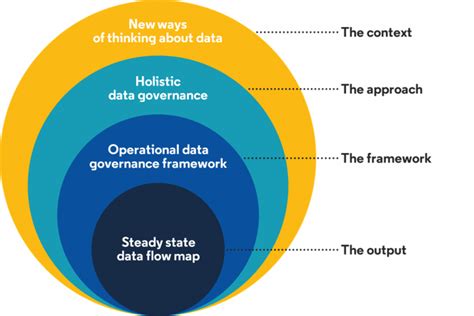 New ways
of thinking about data
The context
Holistic
data governance
The approach
Operational data
governance framework
The framework
Steady state
data flow map
The output